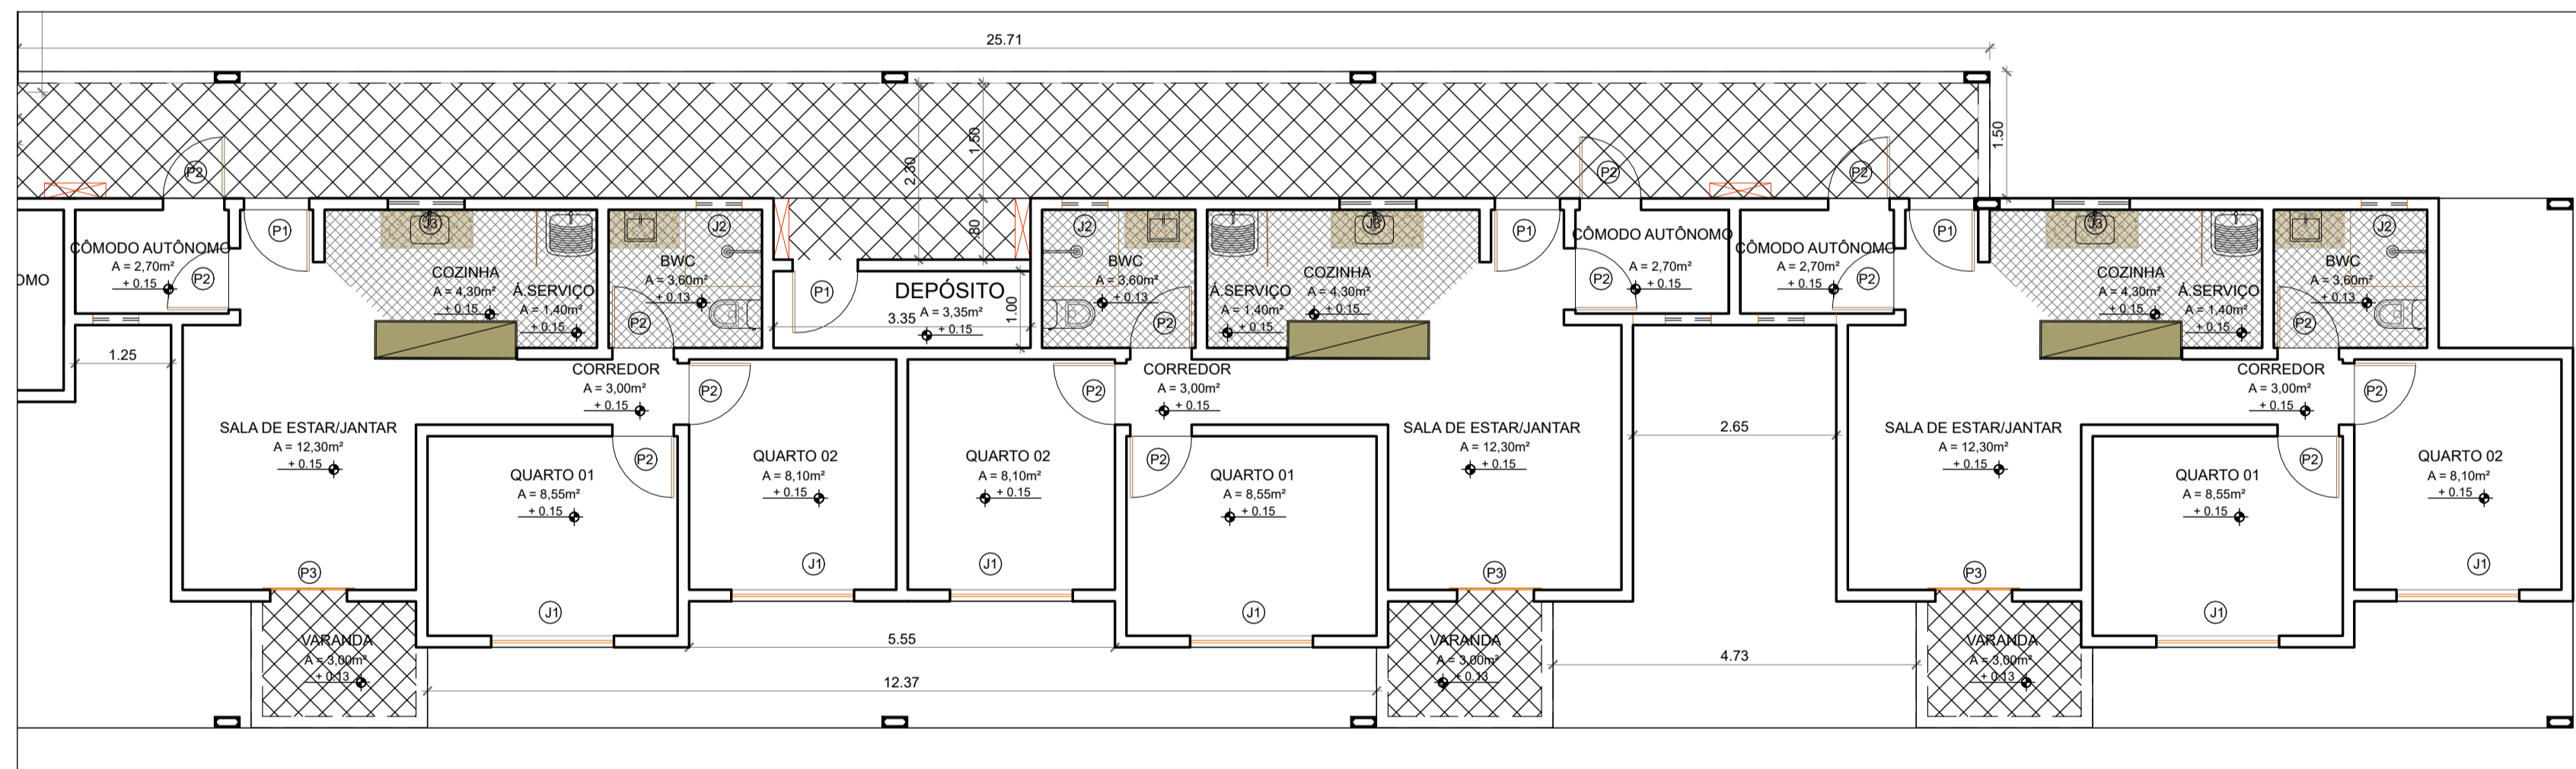 25.71
1.50
2.30
1.50
.80
P2
P2
P2
CÔMODO AUTÔNOMO
A = 2,70m²
+ 0.15
P2
P1
J3
COZINHA
A = 4,30m²
+ 0.15
Á.SERVIÇO
A = 1,40m²
+ 0.15
J2
BWC
A = 3,60m²
+ 0.13
P2
P1
DEPÓSITO
A = 3,35m²
3.35
+ 0.15
1.00
J2
BWC
A = 3,60m²
+ 0.13
P2
Á.SERVIÇO
A = 1,40m²
+ 0.15
J3
COZINHA
A = 4,30m²
+ 0.15
P1
CÔMODO AUTÔNOMO
A = 2,70m²
+ 0.15
P2
CÔMODO AUTÔNOMO
A = 2,70m²
+ 0.15
P2
P1
J3
COZINHA
A = 4,30m²
+ 0.15
Á.SERVIÇO
A = 1,40m²
+ 0.15
J2
BWC
A = 3,60m²
+ 0.13
P2
OMO
1.25
CORREDOR
A = 3,00m²
+ 0.15
P2
P2
CORREDOR
A = 3,00m²
+ 0.15
CORREDOR
A = 3,00m²
+ 0.15
P2
SALA DE ESTAR/JANTAR
A = 12,30m²
+ 0.15
P2
QUARTO 01
A = 8,55m²
+ 0.15
QUARTO 02
A = 8,10m²
+ 0.15
QUARTO 02
A = 8,10m²
+ 0.15
P2
QUARTO 01
A = 8,55m²
+ 0.15
SALA DE ESTAR/JANTAR
A = 12,30m²
+ 0.15
2.65
SALA DE ESTAR/JANTAR
A = 12,30m²
+ 0.15
P2
QUARTO 01
A = 8,55m²
+ 0.15
QUARTO 02
A = 8,10m²
+ 0.15
P3
J1
J1
J1
J1
P3
P3
J1
J1
VARANDA
A = 3,00m²
+ 0.13
5.55
12.37
VARANDA
A = 3,00m²
+ 0.13
4.73
VARANDA
A = 3,00m²
+ 0.13